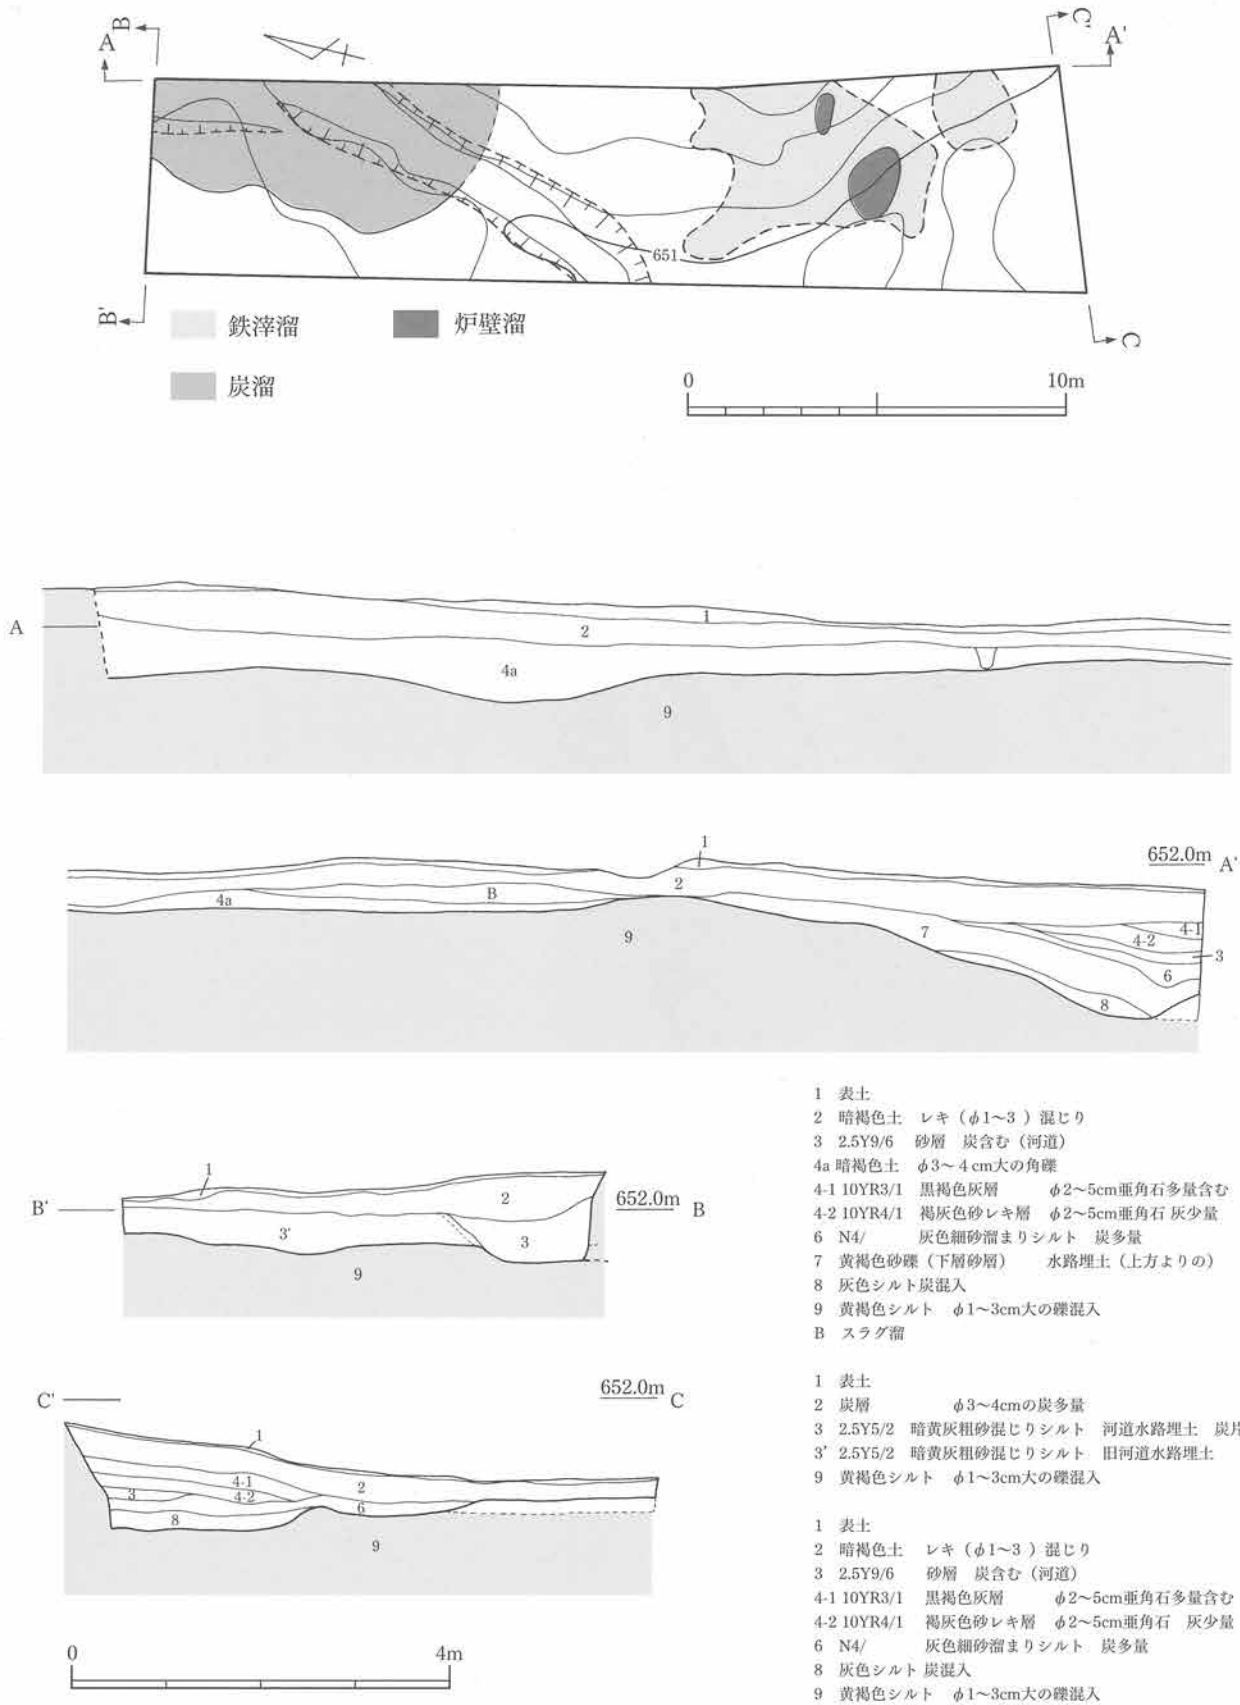 B
A
C'
A'
651
B'
C
鉄滓溜
炉壁溜
炭溜
0
10m
A
1
2
4a
9
1
652.0m
A'
2
B
4a
9
7
4-1
4-2
3
6
8
1
B'
2
652.0m
B
3'
3
9
C'
652.0m
C
1
4-1
2
3
4-2
6
8
9
0
4m
1 表土
2 暗褐色土 レキ(φ1~3 )混じり
3 2.5Y9/6 砂層 炭含む(河道)
4a 暗褐色土 φ3~4cm大の角礫
4-1 10YR3/1 黒褐色灰層 φ2~5cm亜角石多量含む
4-2 10YR4/1 褐灰色砂レキ層 φ2~5cm亜角石 灰少量
6 N4/ 灰色細砂溜まりシルト 炭多量
7 黄褐色砂礫(下層砂層) 水路埋土(上方よりの)
8 灰色シルト炭混入
9 黄褐色シルト φ1~3cm大の礫混入
B スラグ溜
1 表土
2 炭層 φ3~4cmの炭多量
3 2.5Y5/2 暗黄灰粗砂混じりシルト 河道水路埋土 炭片
3' 2.5Y5/2 暗黄灰粗砂混じりシルト 旧河道水路埋土
9 黄褐色シルト φ1~3cm大の礫混入
1 表土
2 暗褐色土 レキ(φ1~3 )混じり
3 2.5Y9/6 砂層 炭含む(河道)
4-1 10YR3/1 黒褐色灰層 φ2~5cm亜角石多量含む
4-2 10YR4/1 褐灰色砂レキ層 φ2~5cm亜角石 灰少量
6 N4/ 灰色細砂溜まりシルト 炭多量
8 灰色シルト 炭混入
9 黄褐色シルト φ1~3cm大の礫混入